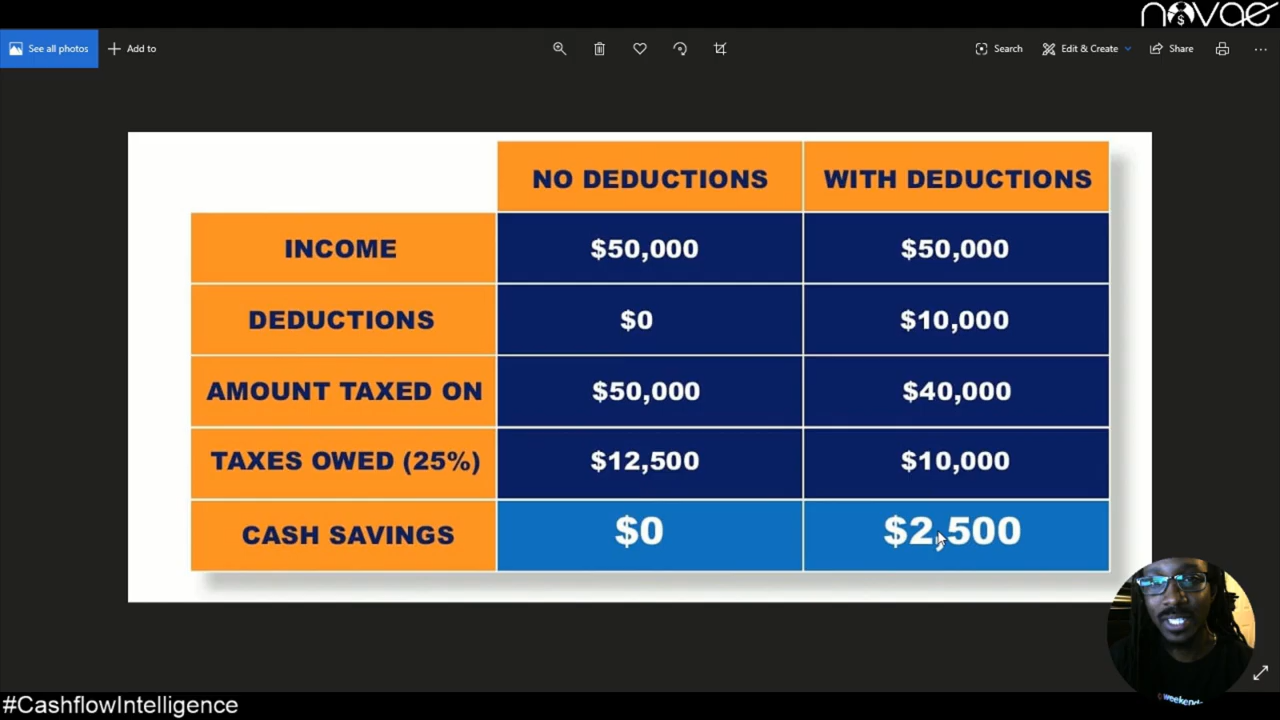 novae
See all photos
Add to
Search
Edit & Create
Share
NO DEDUCTIONS WITH DEDUCTIONS
INCOME $50,000 $50,000
DEDUCTIONS $0 $10,000
AMOUNT TAXED ON $50,000 $40,000
TAXES OWED (25%) $12,500 $10,000
CASH SAVINGS $0 $2,500
weekend
#CashflowIntelligence